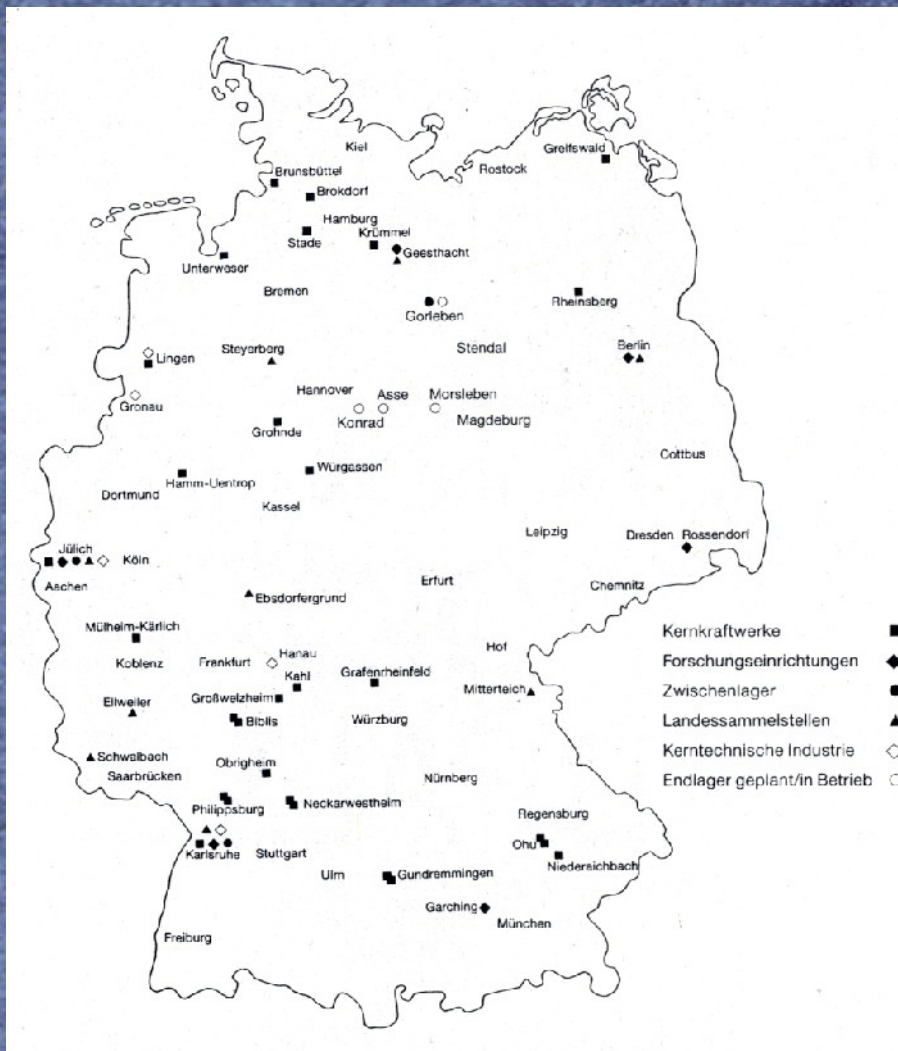 Kiel
Greifswald
Rostock
Brunsbüttel
Brokdorf
Hamburg
Krümmel
Stade
Geesthacht
Unterweser
Bremen
Rheinsberg
Gorleben
Steyerberg
Stendal
Berlin
Lingen
Hannover
Asse
Morsleben
Gronau
Konrad
Magdeburg
Grohnde
Cottbus
Würgassen
Hamm-Uentrop
Dortmund
Kassel
Leipzig
Dresden Rossendorf
Jülich
Köln
Aachen
Erfurt
Chemnitz
Ebsdorfergrund
Mülheim-Kärlich
Kernkraftwerke
Hof
Hanau
Koblenz
Frankfurt
Forschungseinrichtungen
Kahl
Grafenrheinfeld
Mitterteich
Zwischenlager
Großwelzheim
Ellweiler
Biblis
Würzburg
Landessammelstellen
Kerntechnische Industrie
Schwalbach
Obrigheim
Saarbrücken
Nürnberg
Endlager geplant/in Betrieb
Philippsburg
Neckarwestheim
Regensburg
Ohu
Karlsruhe
Stuttgart
Niederaichbach
Ulm
Gundremmingen
Garching
München
Freiburg